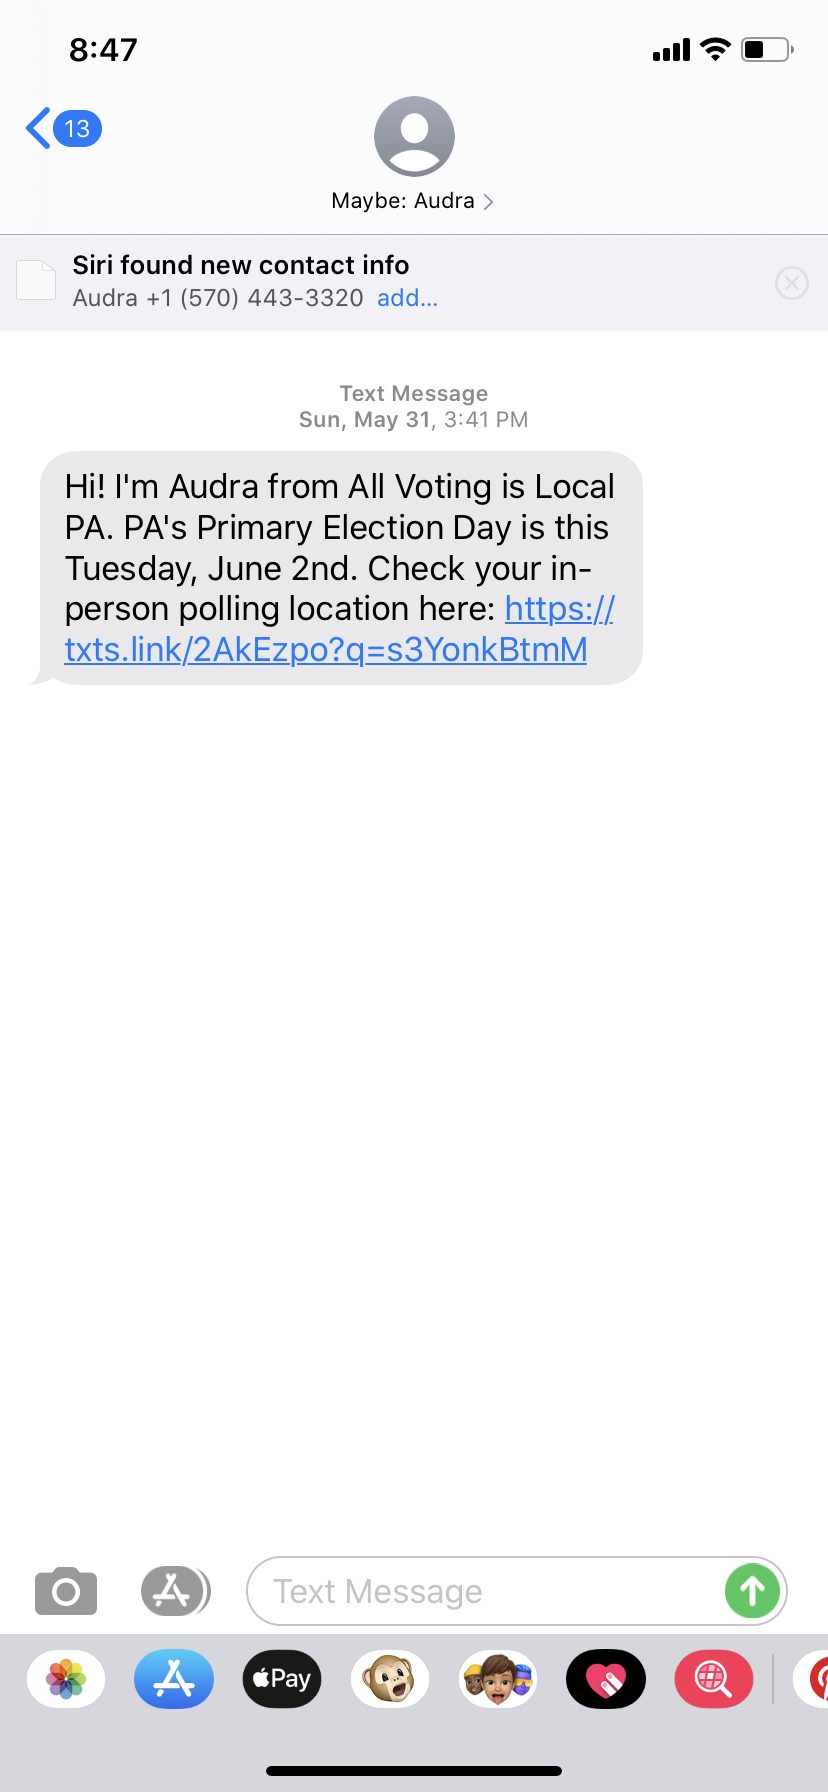 8:47
13
Maybe: Audra
Siri found new contact info
Audra +1 (570) 443-3320 add...
Text Message
Sun, May 31, 3:41 PM
Hi! I'm Audra from All Voting is Local
PA. PA's Primary Election Day is this
Tuesday, June 2nd. Check your in-
person polling location here: https://
txts.link/2AkEzpo?q=s3YonkBtmM
Text Message
Pay